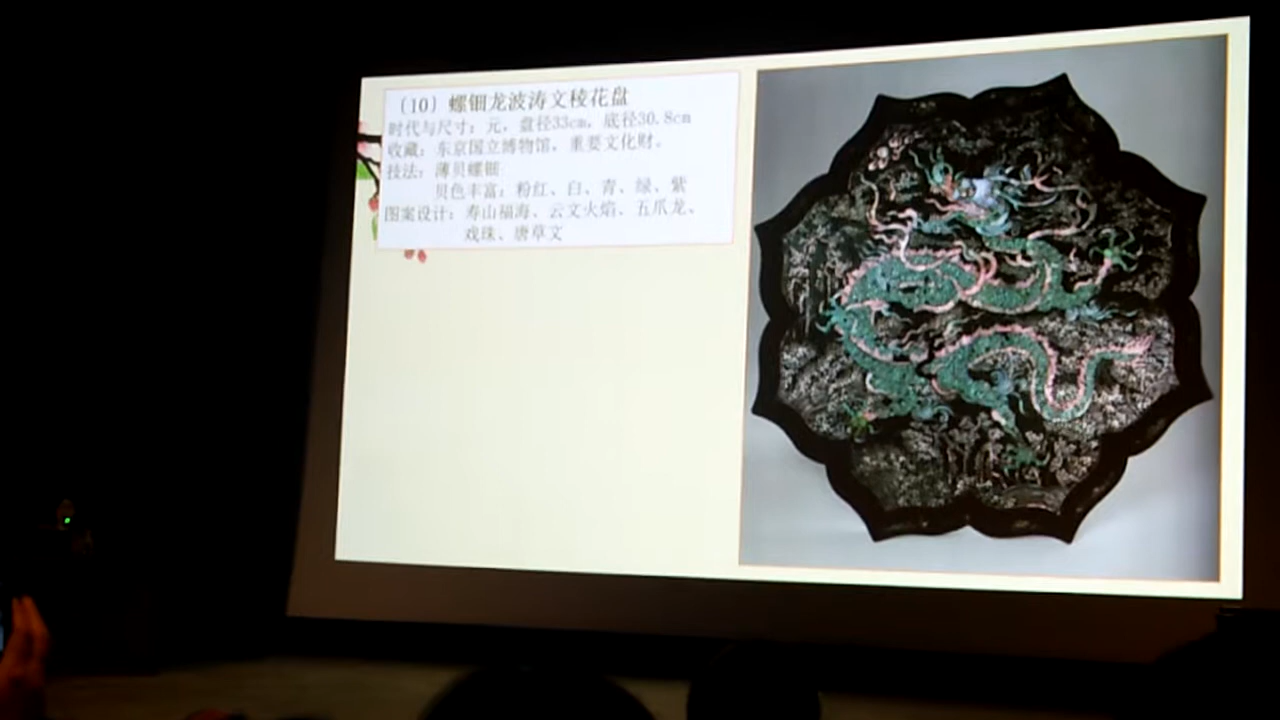 （10）螺钿龙波涛文棱花盘
时代与尺寸：元，盘径33cm，底径30.8cm
收藏：东京国立博物馆，重要文化财。
技法：薄贝螺钿
贝色丰富：粉红、白、青、绿、紫
图案设计：寿山福海、云文火焰、五爪龙、
戏珠、唐草文